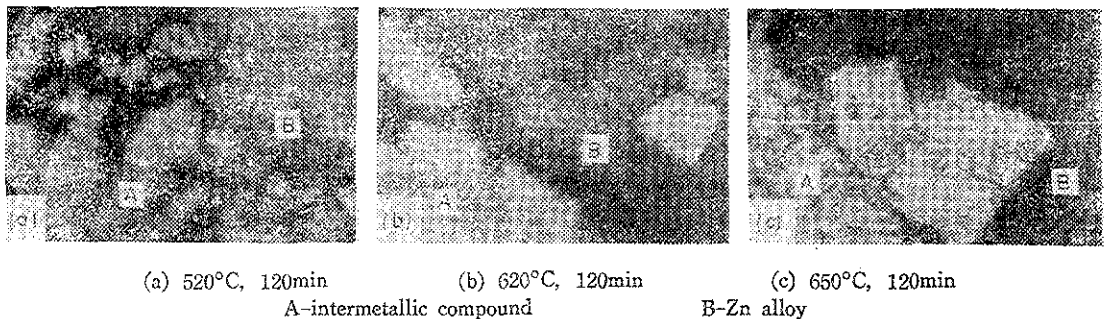 B
A
(a)
B
A
(b)
A
B
(c)
(a) 520°C, 120min (b) 620°C, 120min (c) 650°C, 120min
A-intermetallic compound B-Zn alloy